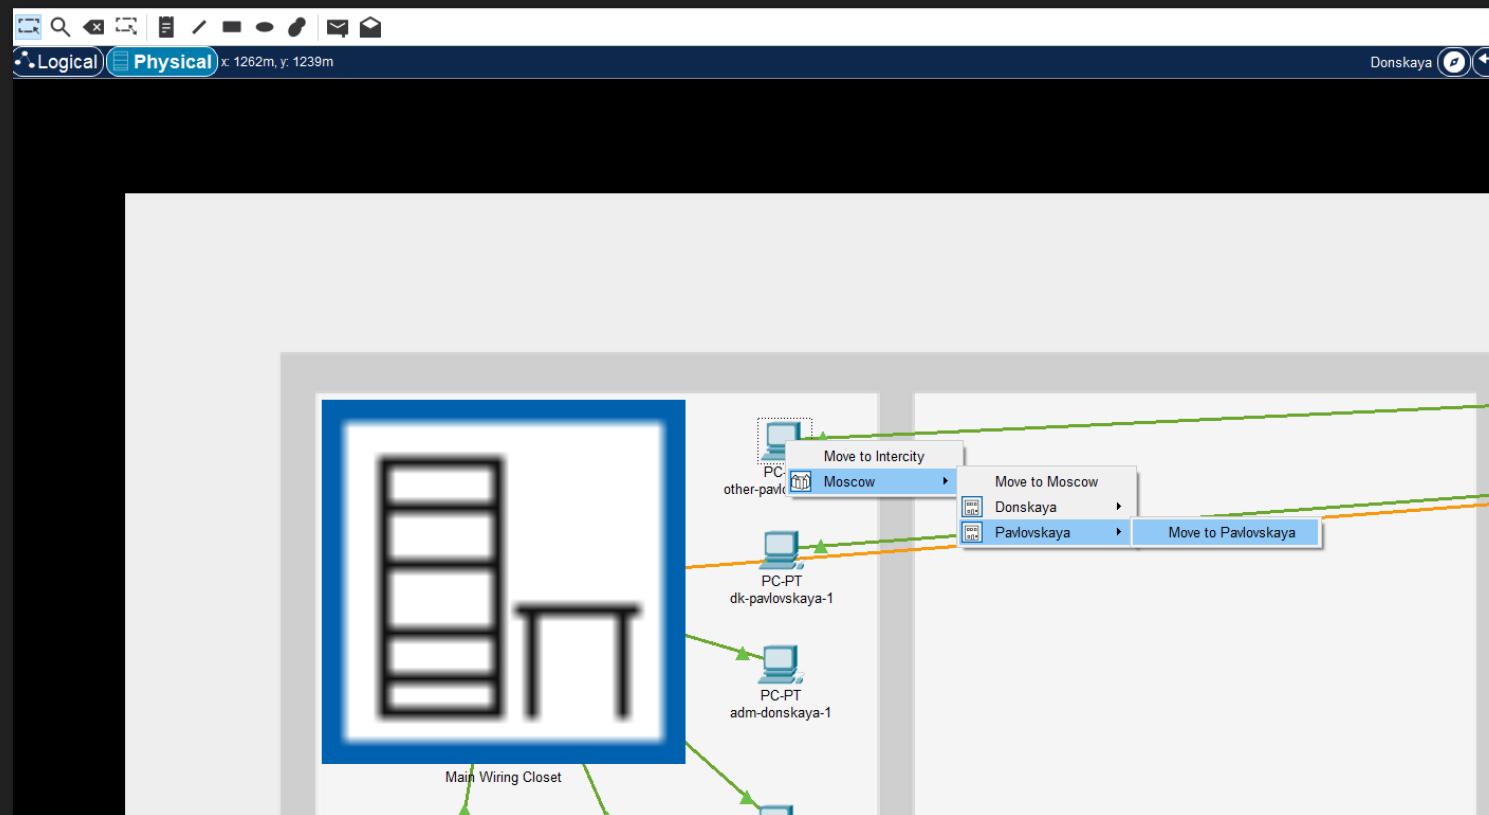 Logical
Physical
x: 1262m, y: 1239m
Donskaya
Move to Intercity
Moscow
Move to Moscow
Donskaya
Pavlovskaya
Move to Pavlovskaya
PC-
other-pavlo
PC-PT
dk-pavlovskaya-1
PC-PT
adm-donskaya-1
Main Wiring Closet